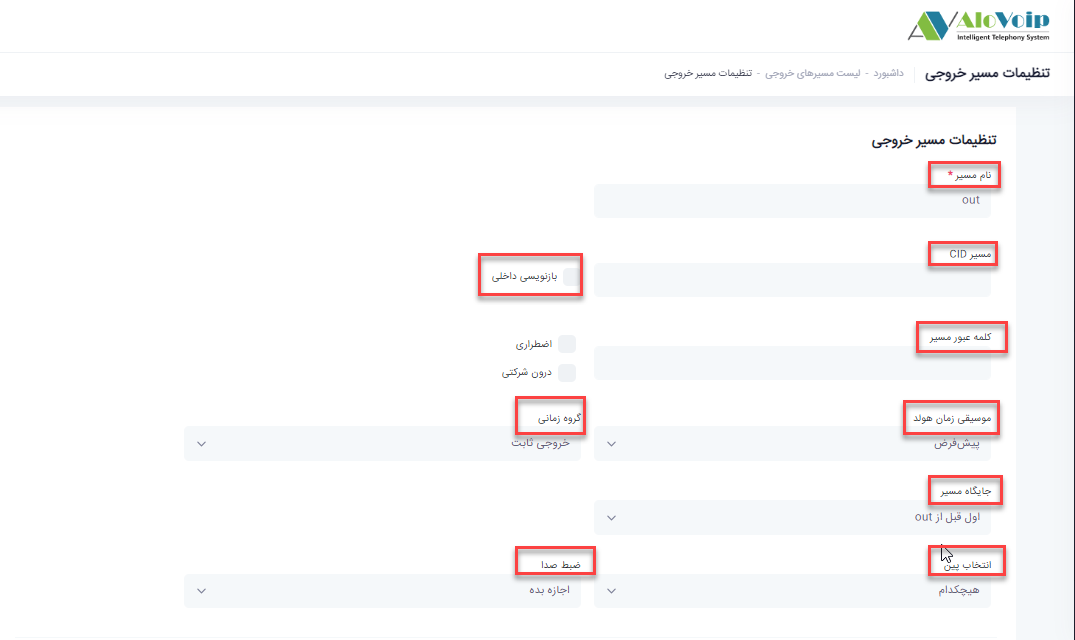 AloVoip
Intelligent Telephony System
تنظیمات مسیر خروجی
داشبورد - لیست مسیرهای خروجی - تنظیمات مسیر خروجی
تنظیمات مسیر خروجی
نام مسیر *
out
مسیر CID
بازنویسی داخلی
کلمه عبور مسیر
اضطراری
درون شرکتی
موسیقی زمان هولد
گروه زمانی
پیش‌فرض
خروجی ثابت
جایگاه مسیر
اول قبل از out
انتخاب پین
ضبط صدا
هیچکدام
اجازه بده